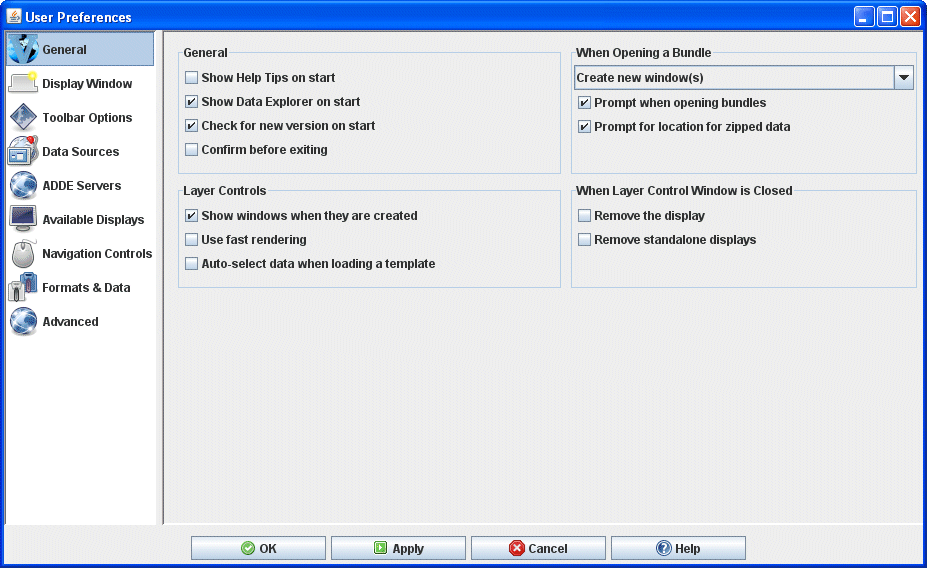 User Preferences
General
Display Window
Toolbar Options
Data Sources
ADDE Servers
Available Displays
Navigation Controls
Formats & Data
Advanced
General
Show Help Tips on start
Show Data Explorer on start
Check for new version on start
Confirm before exiting
When Opening a Bundle
Create new window(s)
Prompt when opening bundles
Prompt for location for zipped data
Layer Controls
Show windows when they are created
Use fast rendering
Auto-select data when loading a template
When Layer Control Window is Closed
Remove the display
Remove standalone displays
OK
Apply
Cancel
Help